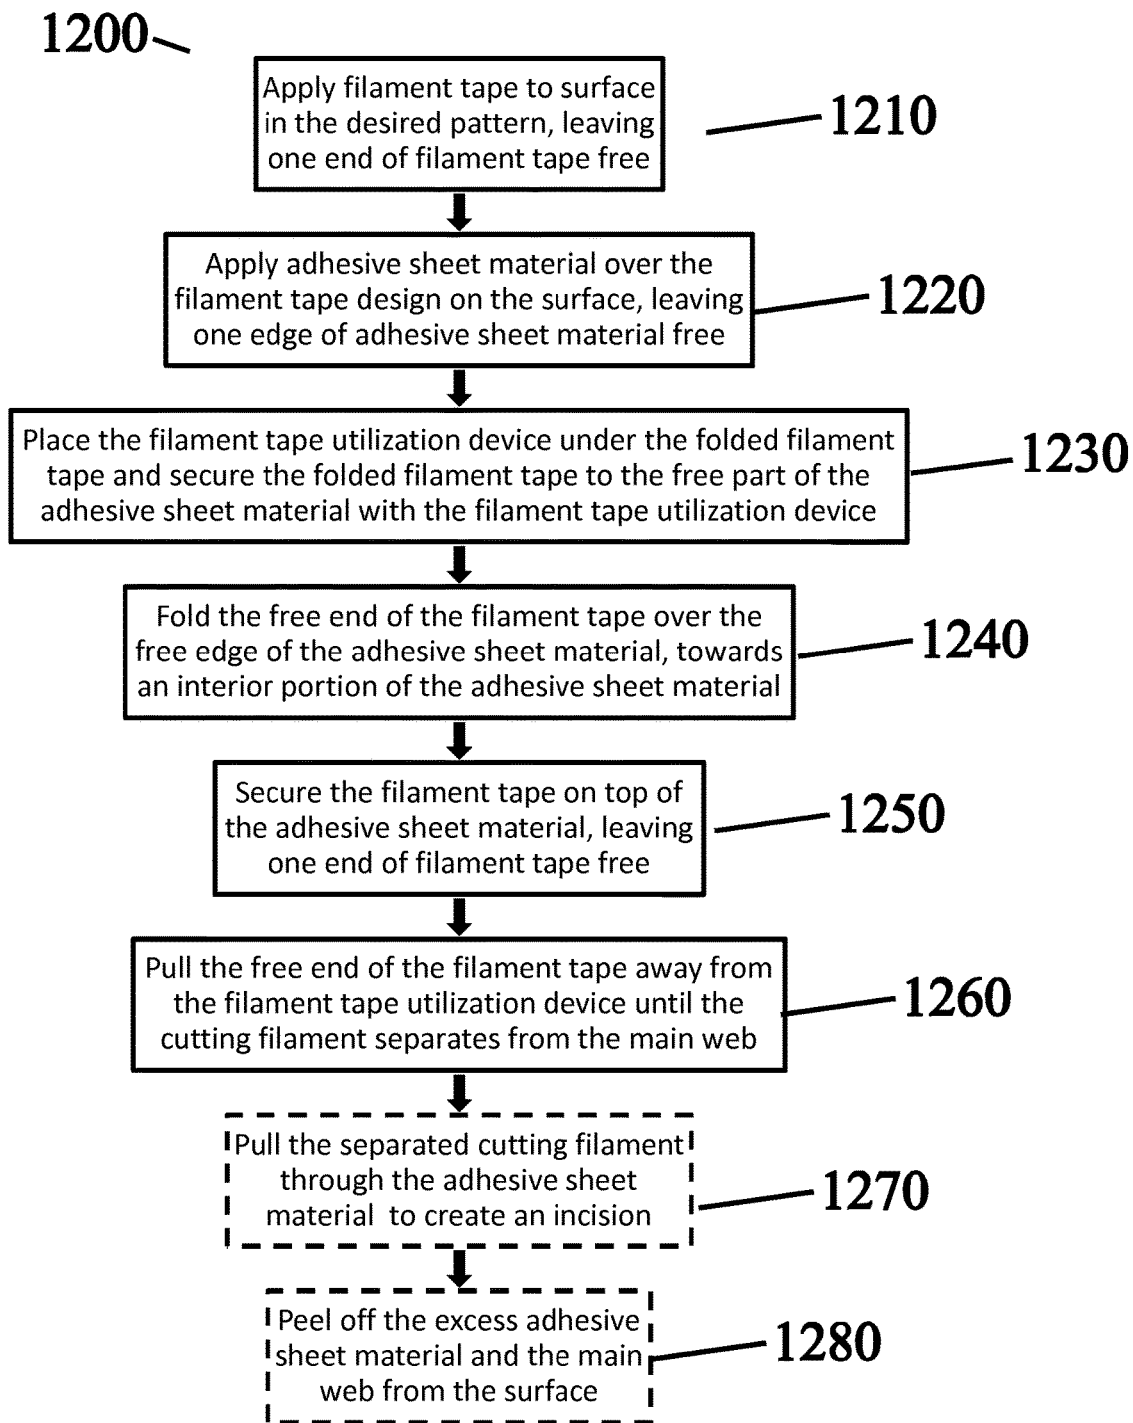 1200
Apply filament tape to surface
in the desired pattern, leaving
one end of filament tape free
1210
Apply adhesive sheet material over the
filament tape design on the surface, leaving
one edge of adhesive sheet material free
1220
Place the filament tape utilization device under the folded filament
tape and secure the folded filament tape to the free part of the
adhesive sheet material with the filament tape utilization device
1230
Fold the free end of the filament tape over the
free edge of the adhesive sheet material, towards
an interior portion of the adhesive sheet material
1240
Secure the filament tape on top of
the adhesive sheet material, leaving
one end of filament tape free
1250
Pull the free end of the filament tape away from
the filament tape utilization device until the
cutting filament separates from the main web
1260
Pull the separated cutting filament
through the adhesive sheet
material to create an incision
1270
Peel off the excess adhesive
sheet material and the main
web from the surface
1280